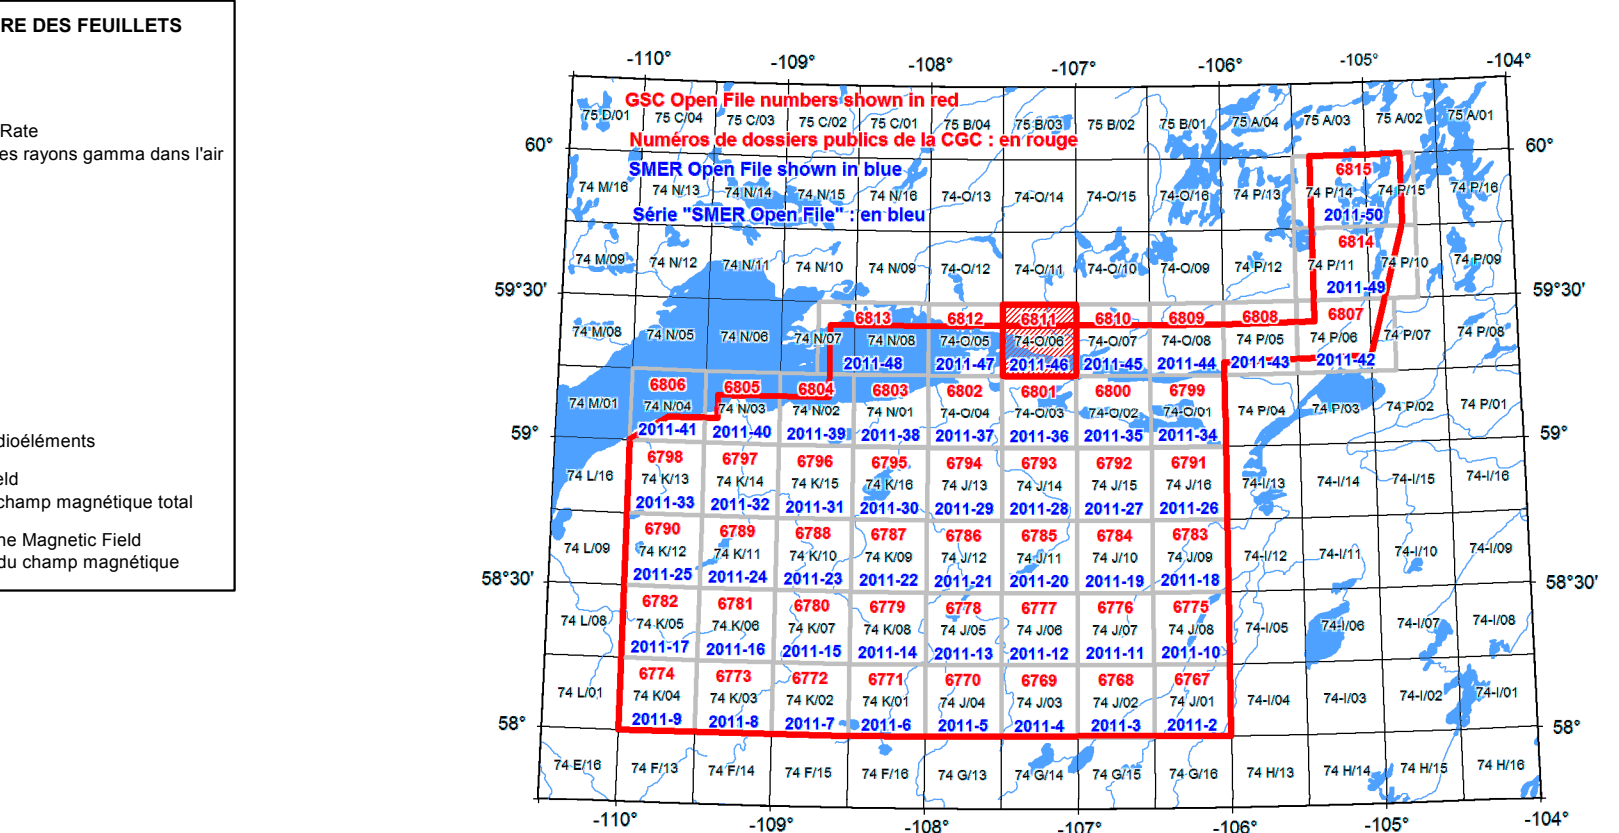 RE DES FEUILLETS
Rate
es rayons gamma dans l'air
dioéléments
eld
champ magnétique total
ne Magnetic Field
du champ magnétique
-110° -109° -108° -107° -106° -105° -104°
GSC Open File numbers shown in red
75 D/01 75 C/04 75 C/03 75 C/02 75 C/01 75 B/04 75 B/03 75 B/02 75 B/01 75 A/04 75 A/03 75 A/02 75 A/01
Numéros de dossiers publics de la CGC : en rouge
60° 60°
SMER Open File shown in blue
6815
74 M/16 74 N/13 74 N/14 74 N/15 74 N/16 74-O/13 74-O/14 74-O/15 74-O/16 74 P/13 74 P/14 74 P/15 74 P/16
Série "SMER Open File" : en bleu
2011-50
6814
74 M/09 74 N/12 74 N/11 74 N/10 74 N/09 74-O/12 74-O/11 74-O/10 74-O/09 74 P/12 74 P/11 74 P/10 74 P/09
2011-49
59°30' 59°30'
6813 6812 6811 6810 6809 6808 6807
74 M/08 74 N/05 74 N/06 74 N/07 74 N/08 74-O/05 74-O/06 74-O/07 74-O/08 74 P/05 74 P/06 74 P/07 74 P/08
2011-48 2011-47 2011-46 2011-45 2011-44 2011-43 2011-42
6806 6805 6804 6803 6802 6801 6800 6799
74 M/01 74 N/04 74 N/03 74 N/02 74 N/01 74-O/04 74-O/03 74-O/02 74-O/01 74 P/04 74 P/03 74 P/02 74 P/01
2011-41 2011-40 2011-39 2011-38 2011-37 2011-36 2011-35 2011-34
59° 59°
6798 6797 6796 6795 6794 6793 6792 6791
74 L/16 74 K/13 74 K/14 74 K/15 74 K/16 74 J/13 74 J/14 74 J/15 74 J/16 74-I/13 74-I/14 74-I/15 74-I/16
2011-33 2011-32 2011-31 2011-30 2011-29 2011-28 2011-27 2011-26
6790 6789 6788 6787 6786 6785 6784 6783
74 L/09 74 K/12 74 K/11 74 K/10 74 K/09 74 J/12 74 J/11 74 J/10 74 J/09 74-I/12 74-I/11 74-I/10 74-I/09
2011-25 2011-24 2011-23 2011-22 2011-21 2011-20 2011-19 2011-18
58°30' 58°30'
6782 6781 6780 6779 6778 6777 6776 6775
74 L/08 74 K/05 74 K/06 74 K/07 74 K/08 74 J/05 74 J/06 74 J/07 74 J/08 74-I/05 74-I/06 74-I/07 74-I/08
2011-17 2011-16 2011-15 2011-14 2011-13 2011-12 2011-11 2011-10
6774 6773 6772 6771 6770 6769 6768 6767
74 L/01 74 K/04 74 K/03 74 K/02 74 K/01 74 J/04 74 J/03 74 J/02 74 J/01 74-I/04 74-I/03 74-I/02 74-I/01
2011-9 2011-8 2011-7 2011-6 2011-5 2011-4 2011-3 2011-2
58° 58°
74 E/16 74 F/13 74 F/14 74 F/15 74 F/16 74 G/13 74 G/14 74 G/15 74 G/16 74 H/13 74 H/14 74 H/15 74 H/16
-110° -109° -108° -107° -106° -105° -104°